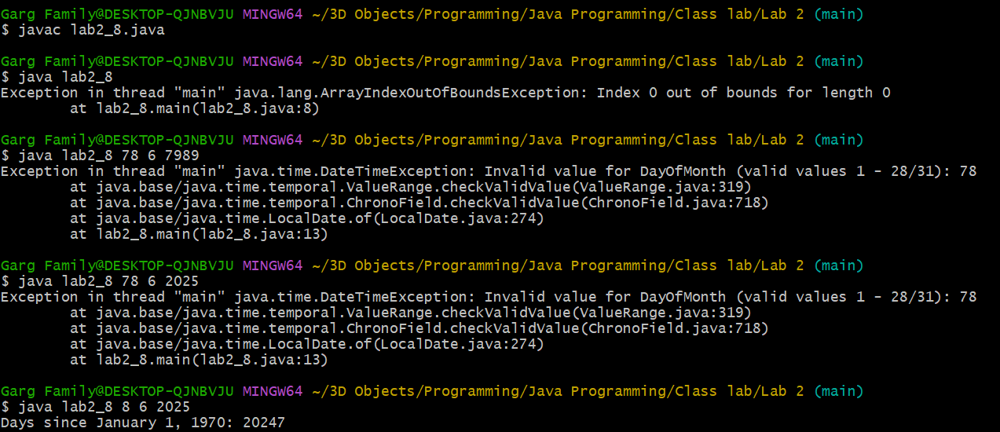 Garg Family@DESKTOP-QJNBVJU MINGW64 ~/3D Objects/Programming/Java Programming/Class lab/Lab 2 (main)
$ javac lab2_8.java
Garg Family@DESKTOP-QJNBVJU MINGW64 ~/3D Objects/Programming/Java Programming/Class lab/Lab 2 (main)
$ java lab2_8
Exception in thread "main" java.lang.ArrayIndexOutOfBoundsException: Index 0 out of bounds for length 0
        at lab2_8.main(lab2_8.java:8)
Garg Family@DESKTOP-QJNBVJU MINGW64 ~/3D Objects/Programming/Java Programming/Class lab/Lab 2 (main)
$ java lab2_8 78 6 7989
Exception in thread "main" java.time.DateTimeException: Invalid value for DayOfMonth (valid values 1 - 28/31): 78
        at java.base/java.time.temporal.ValueRange.checkValidValue(ValueRange.java:319)
        at java.base/java.time.temporal.ChronoField.checkValidValue(ChronoField.java:718)
        at java.base/java.time.LocalDate.of(LocalDate.java:274)
        at lab2_8.main(lab2_8.java:13)
Garg Family@DESKTOP-QJNBVJU MINGW64 ~/3D Objects/Programming/Java Programming/Class lab/Lab 2 (main)
$ java lab2_8 78 6 2025
Exception in thread "main" java.time.DateTimeException: Invalid value for DayOfMonth (valid values 1 - 28/31): 78
        at java.base/java.time.temporal.ValueRange.checkValidValue(ValueRange.java:319)
        at java.base/java.time.temporal.ChronoField.checkValidValue(ChronoField.java:718)
        at java.base/java.time.LocalDate.of(LocalDate.java:274)
        at lab2_8.main(lab2_8.java:13)
Garg Family@DESKTOP-QJNBVJU MINGW64 ~/3D Objects/Programming/Java Programming/Class lab/Lab 2 (main)
$ java lab2_8 8 6 2025
Days since January 1, 1970: 20247